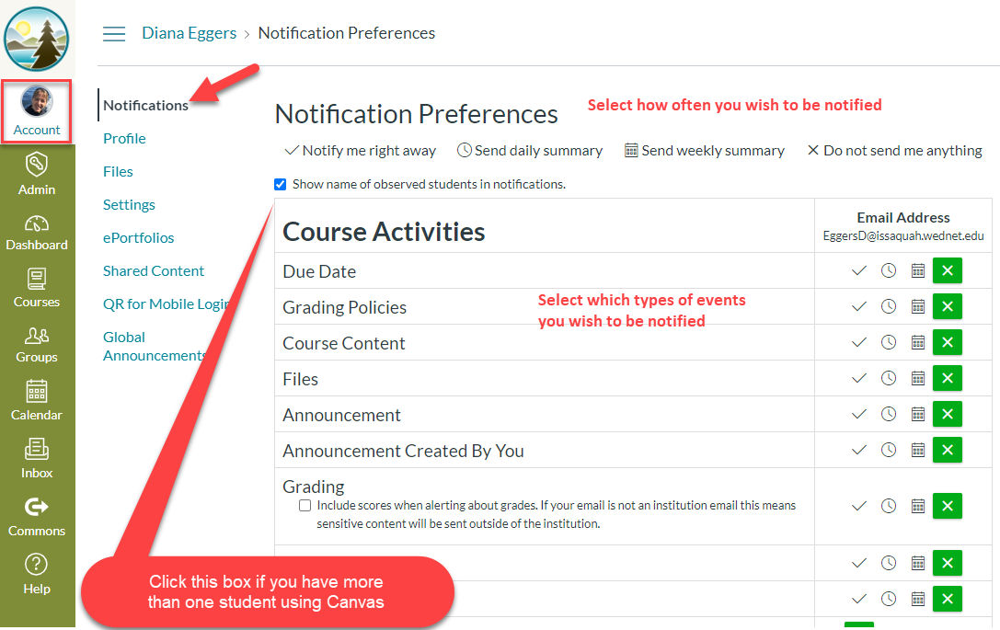 Diana Eggers > Notification Preferences
Account
Admin
Dashboard
Courses
Groups
Calendar
Inbox
Commons
Help
Notifications
Profile
Files
Settings
ePortfolios
Shared Content
QR for Mobile Login
Global
Announcements
Notification Preferences
Select how often you wish to be notified
Notify me right away
Send daily summary
Send weekly summary
Do not send me anything
Show name of observed students in notifications.
Course Activities
Email Address
EggersD@issaquah.wednet.edu
Due Date
Grading Policies
Select which types of events
you wish to be notified
Course Content
Files
Announcement
Announcement Created By You
Grading
Include scores when alerting about grades. If your email is not an institution email this means
sensitive content will be sent outside of the institution.
Click this box if you have more
than one student using Canvas